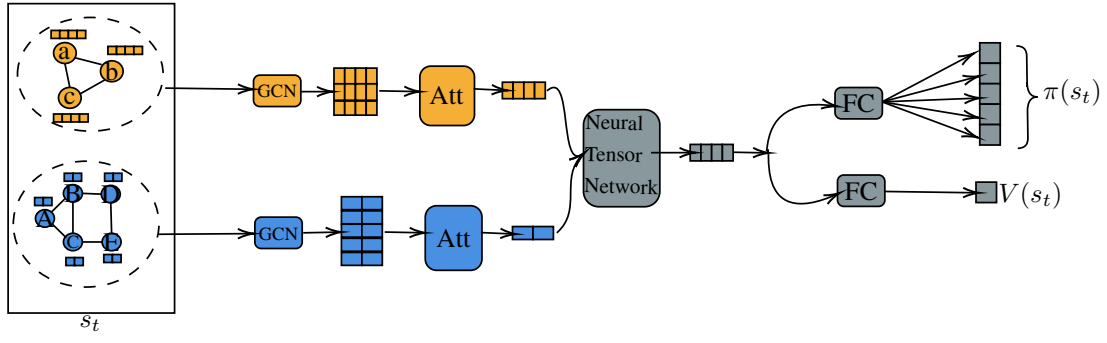 a
b
c
GCN
Att
A
B
C
D
E
GCN
Att
s_t
Neural
Tensor
Network
FC
π(s_t)
FC
V(s_t)